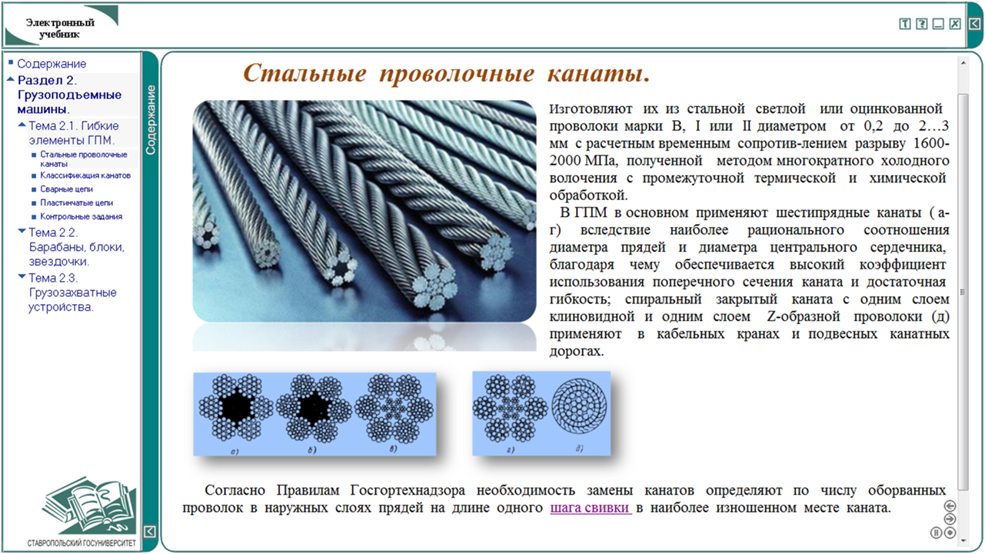 Электронный
учебник
Содержание
Раздел 2.
Грузоподъемные
машины.
Тема 2.1. Гибкие
элементы ГПМ.
Стальные проволочные
канаты
Классификация канатов
Сварные цепи
Пластинчатые цепи
Контрольные задания
Тема 2.2.
Барабаны, блоки,
звездочки.
Тема 2.3.
Грузозахватные
устройства.
СТАВРОПОЛЬСКИЙ ГОСУНИВЕРСИТЕТ
Содержание
Стальные проволочные канаты.
Изготовляют их из стальной светлой или оцинкованной
проволоки марки В, I или II диаметром от 0,2 до 2…3
мм с расчетным временным сопротив-лением разрыву 1600-
2000 МПа, полученной методом многократного холодного
волочения с промежуточной термической и химической
обработкой.
В ГПМ в основном применяют шестипрядные канаты ( а-
г) вследствие наиболее рационального соотношения
диаметра прядей и диаметра центрального сердечника,
благодаря чему обеспечивается высокий коэффициент
использования поперечного сечения каната и достаточная
гибкость; спиральный закрытый каната с одним слоем
клиновидной и одним слоем Z-образной проволоки (д)
применяют в кабельных кранах и подвесных канатных
дорогах.
а) б) в) г) д)
Согласно Правилам Госгортехнадзора необходимость замены канатов определяют по числу оборванных
проволок в наружных слоях прядей на длине одного шага свивки в наиболее изношенном месте каната.